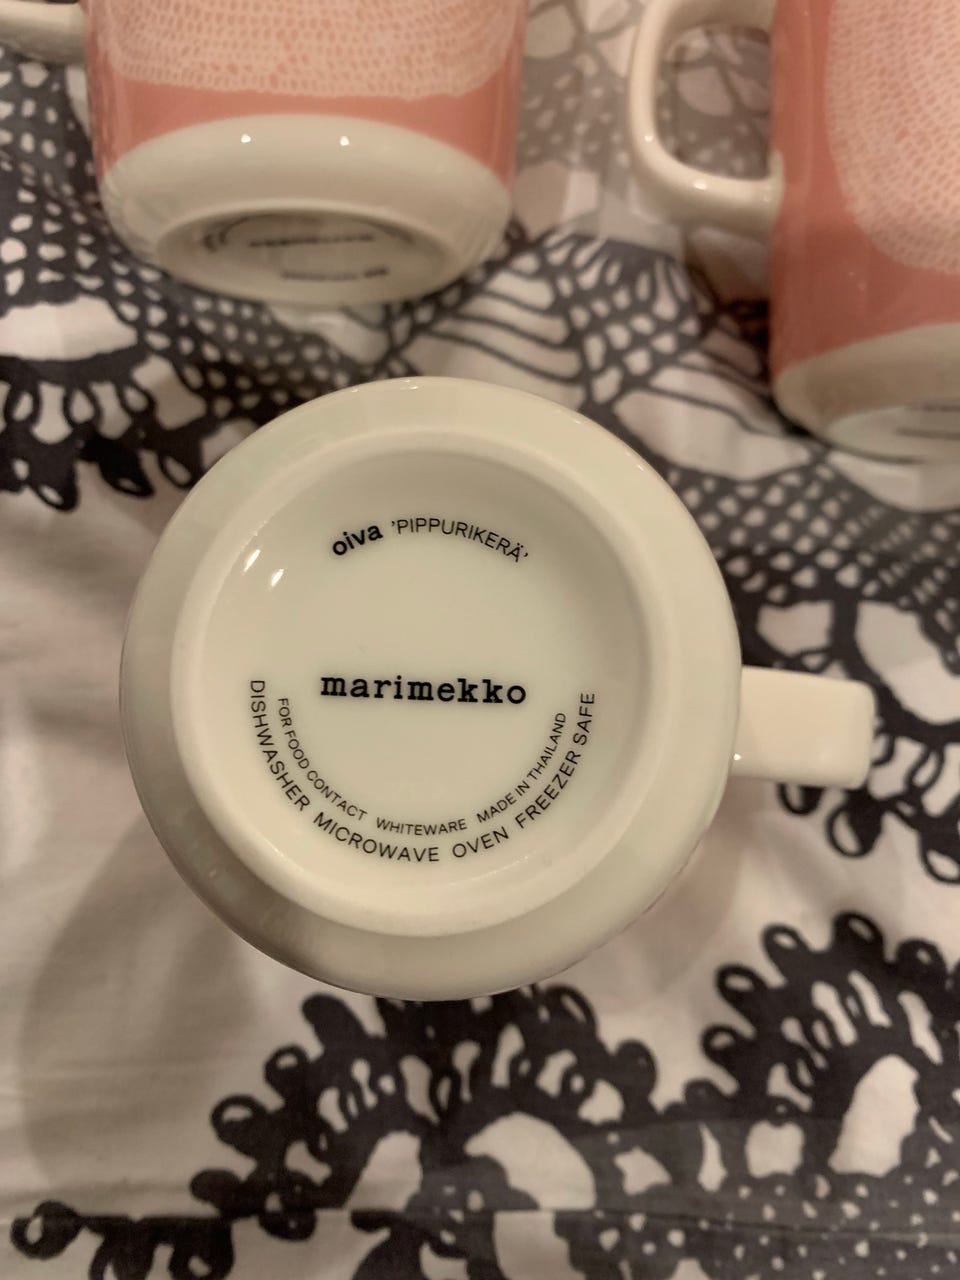 oiva 'PIPPURIKERÄ'
marimekko
FOR FOOD CONTACT WHITEWARE MADE IN THAILAND
DISHWASHER MICROWAVE OVEN FREEZER SAFE